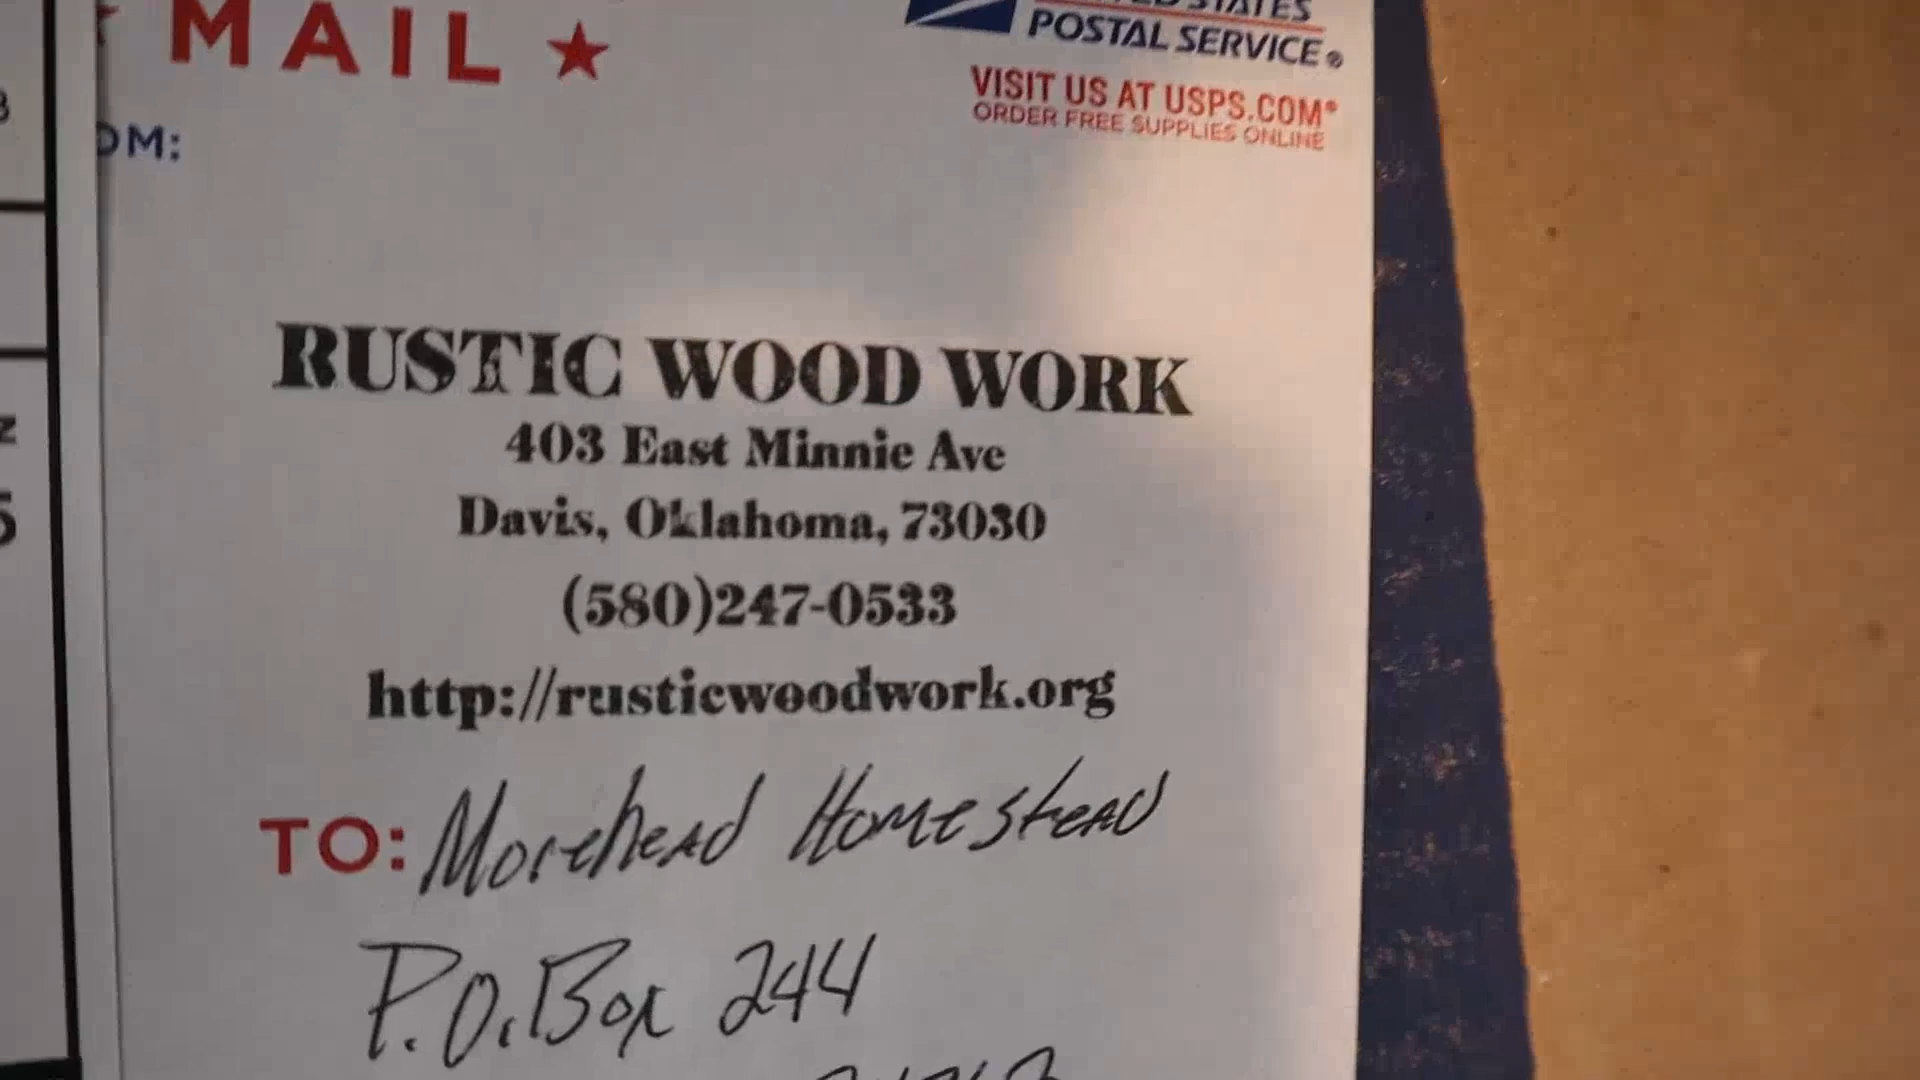 MAIL ★
STATES
POSTAL SERVICE®
VISIT US AT USPS.COM®
ORDER FREE SUPPLIES ONLINE
OM:
RUSTIC WOOD WORK
403 East Minnie Ave
Davis, Oklahoma, 73030
(580)247-0533
http://rusticwoodwork.org
TO: Morehead Homestead
P.O. Box 244